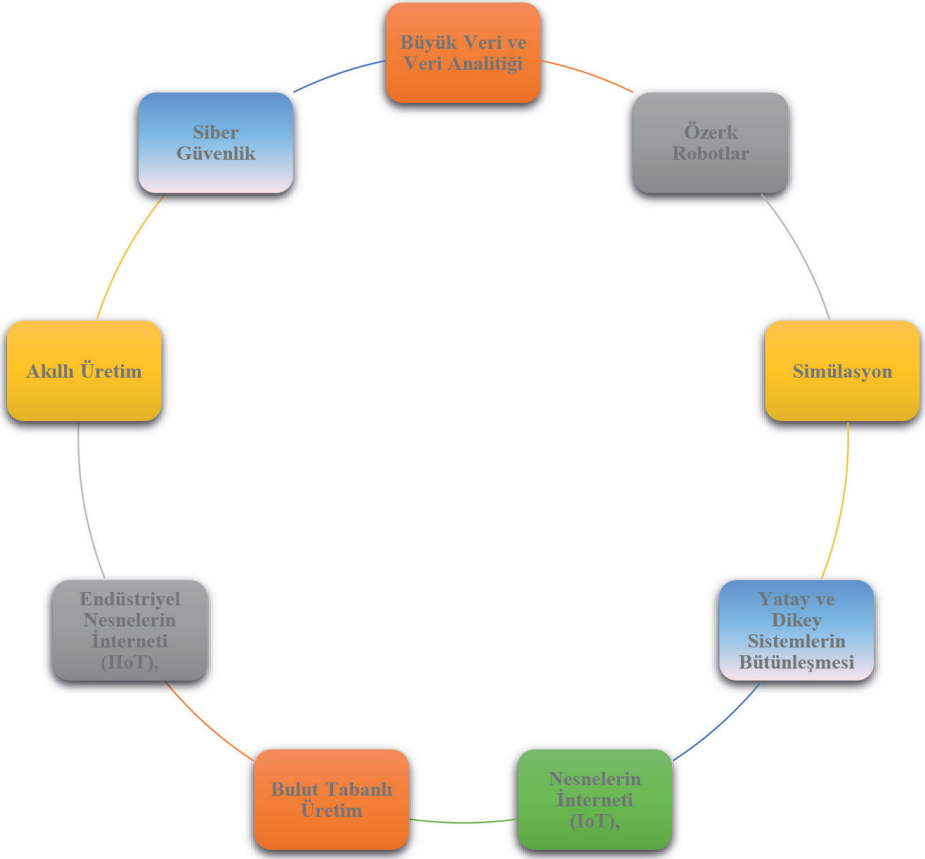 Büyük Veri ve
Veri Analitiği
Özerk
Robotlar
Simülasyon
Yatay ve
Dikey
Sistemlerin
Bütünleşmesi
Nesnelerin
İnterneti
(IoT),
Bulut Tabanlı
Üretim
Endüstriyel
Nesnelerin
İnterneti
(IIoT),
Akıllı Üretim
Siber
Güvenlik